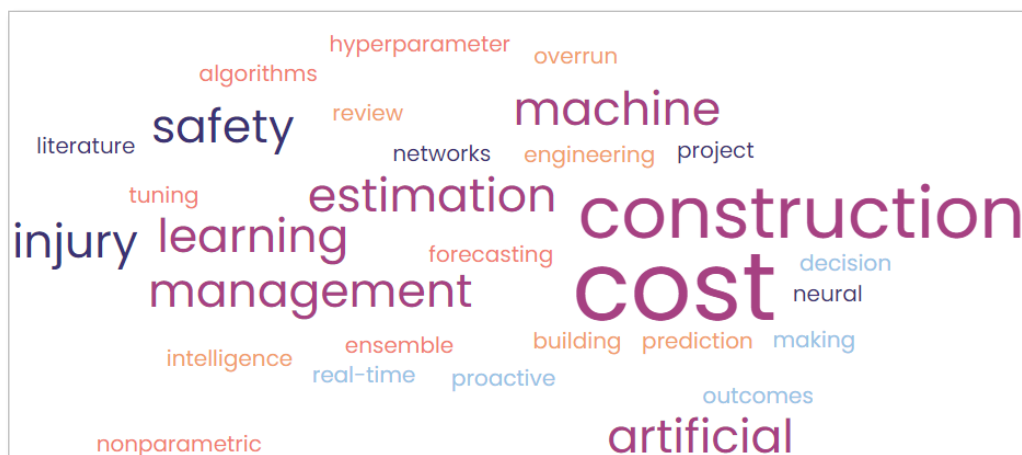 hyperparameter
overrun
algorithms
review
machine
safety
literature
networks
engineering
project
tuning
estimation
construction
injury
learning
forecasting
decision
management
cost
neural
intelligence
ensemble
building
prediction
making
real-time
proactive
outcomes
nonparametric
artificial